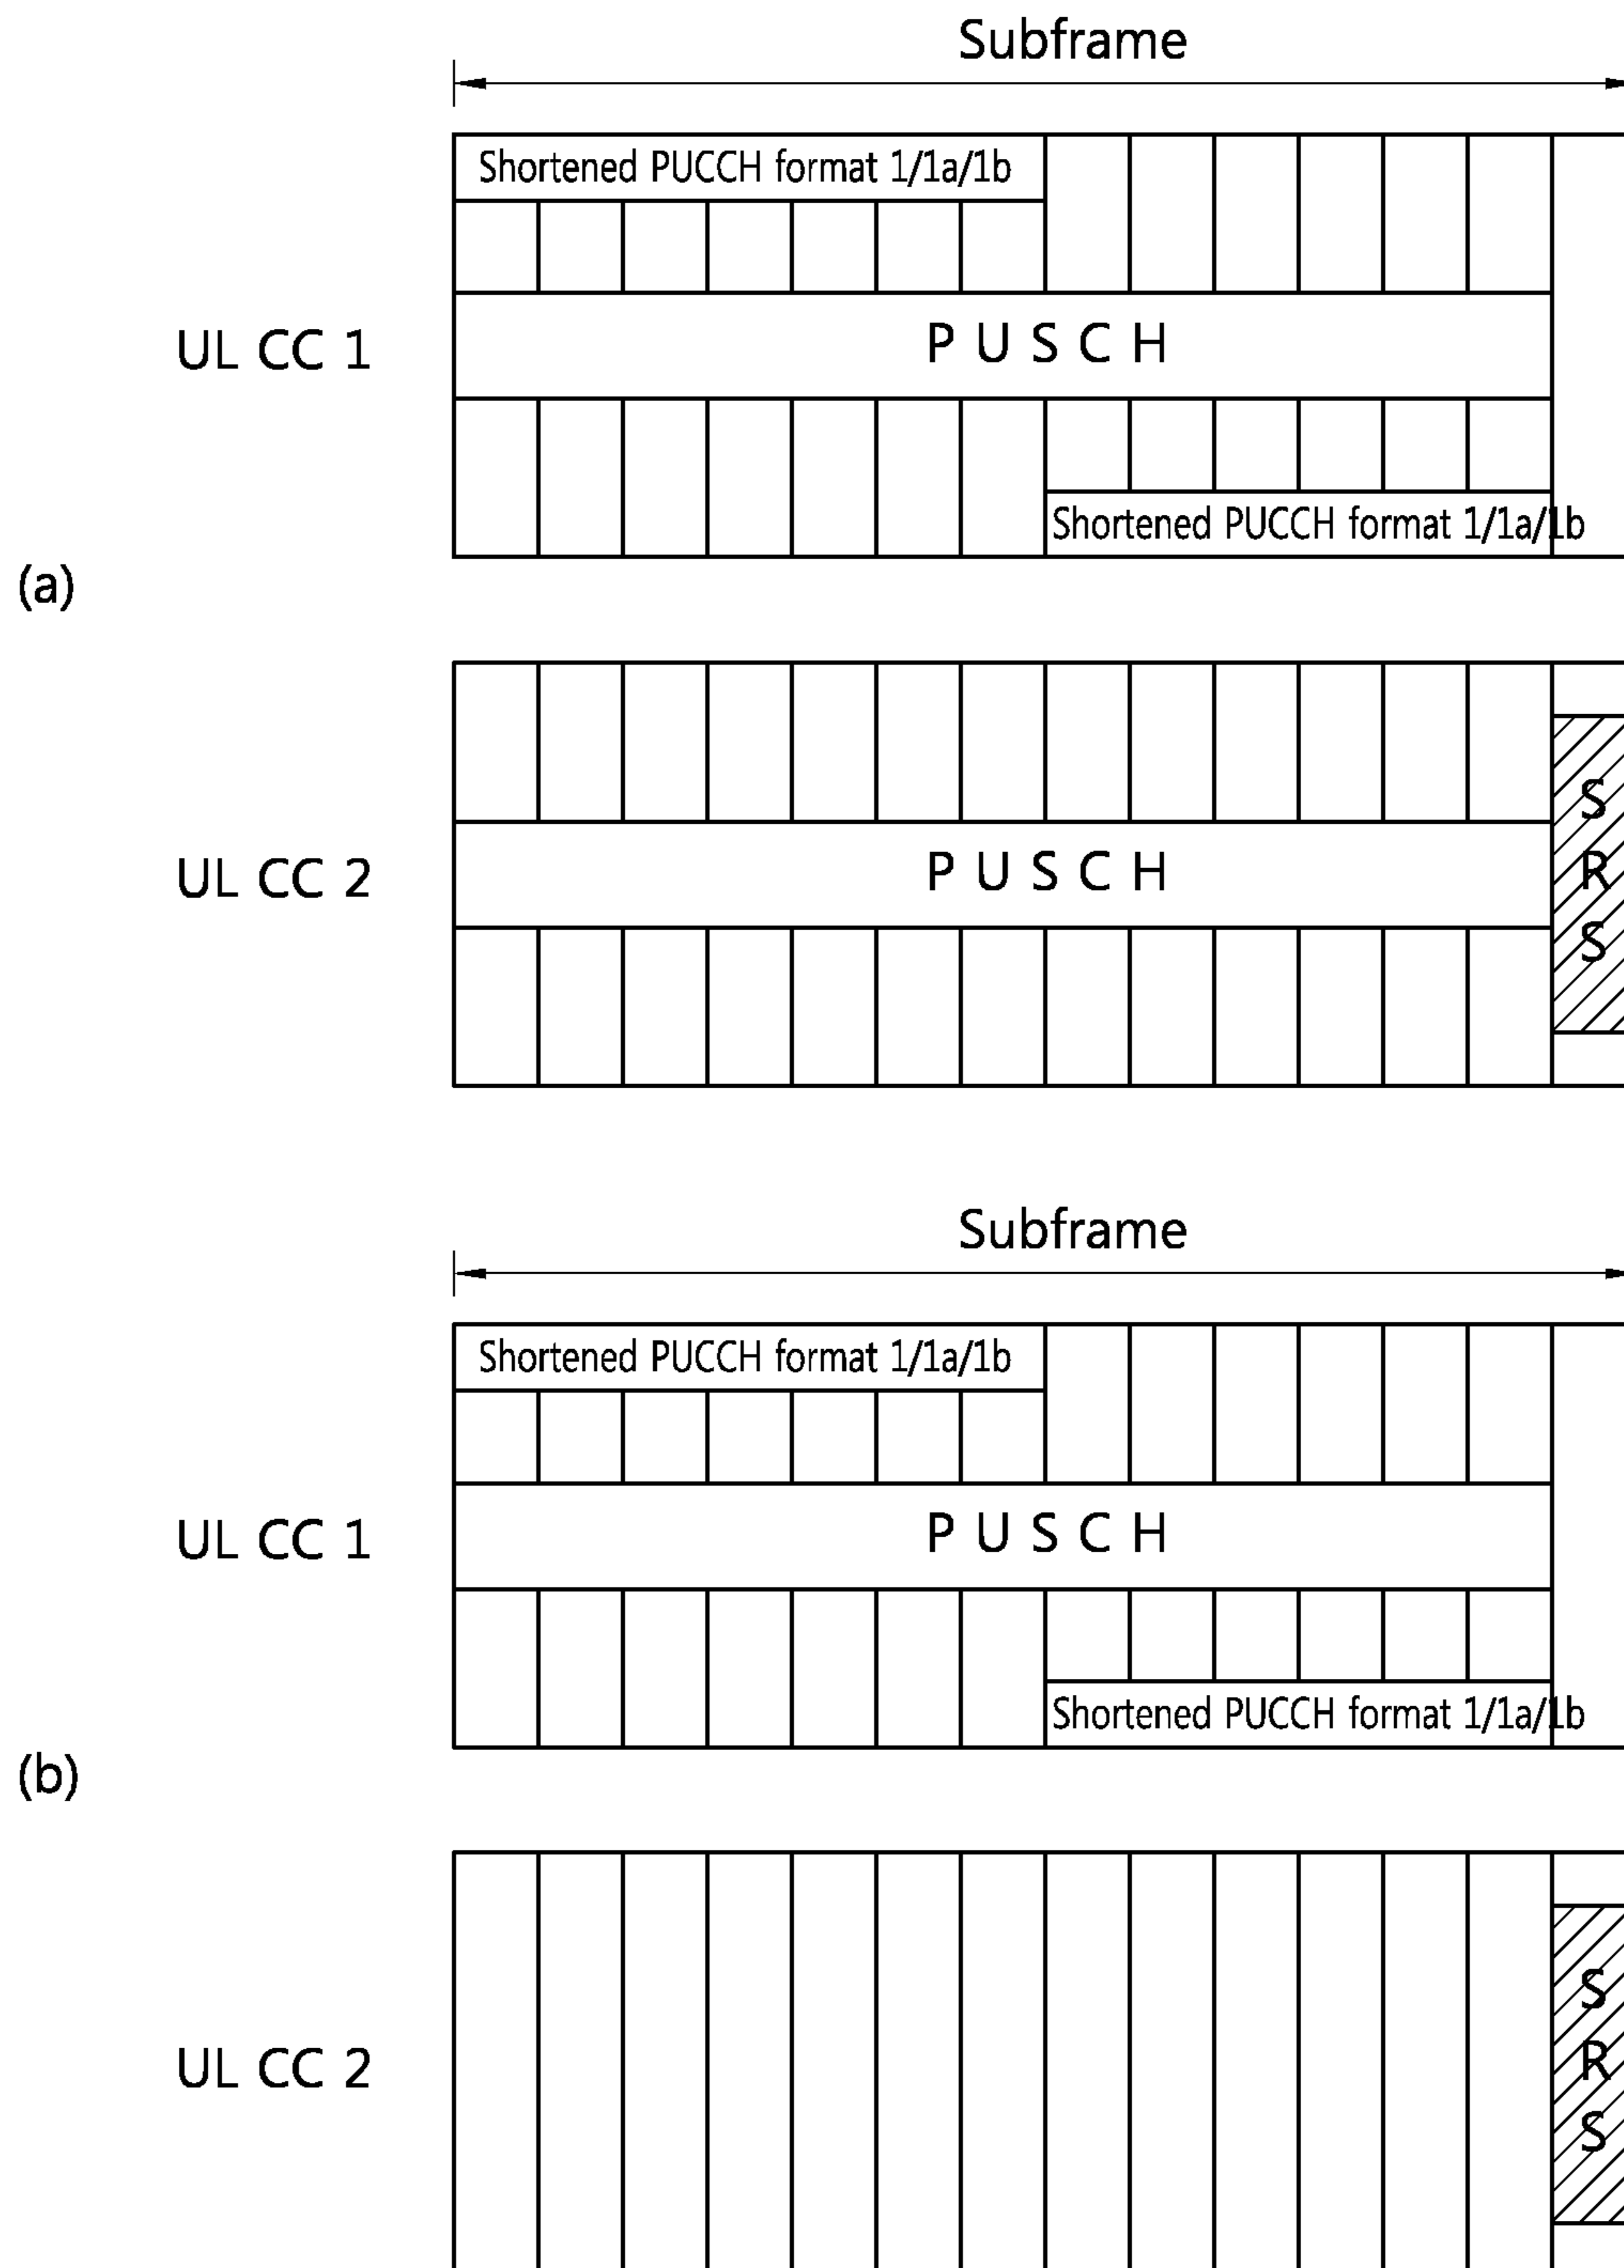 Subframe
Shortened PUCCH format 1/1a/1b
UL CC 1
PUSCH
Shortened PUCCH format 1/1a/1b
(a)
UL CC 2
PUSCH
SRS
Subframe
Shortened PUCCH format 1/1a/1b
UL CC 1
PUSCH
Shortened PUCCH format 1/1a/1b
(b)
UL CC 2
SRS